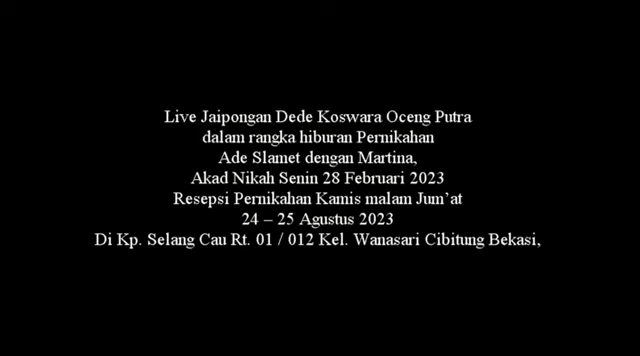 Live Jaipongan Dede Koswara Oceng Putra
dalam rangka hiburan Pernikahan
Ade Slamet dengan Martina,
Akad Nikah Senin 28 Februari 2023
Resepsi Pernikahan Kamis malam Jum’at
24 – 25 Agustus 2023
Di Kp. Selang Cau Rt. 01 / 012 Kel. Wanasari Cibitung Bekasi,